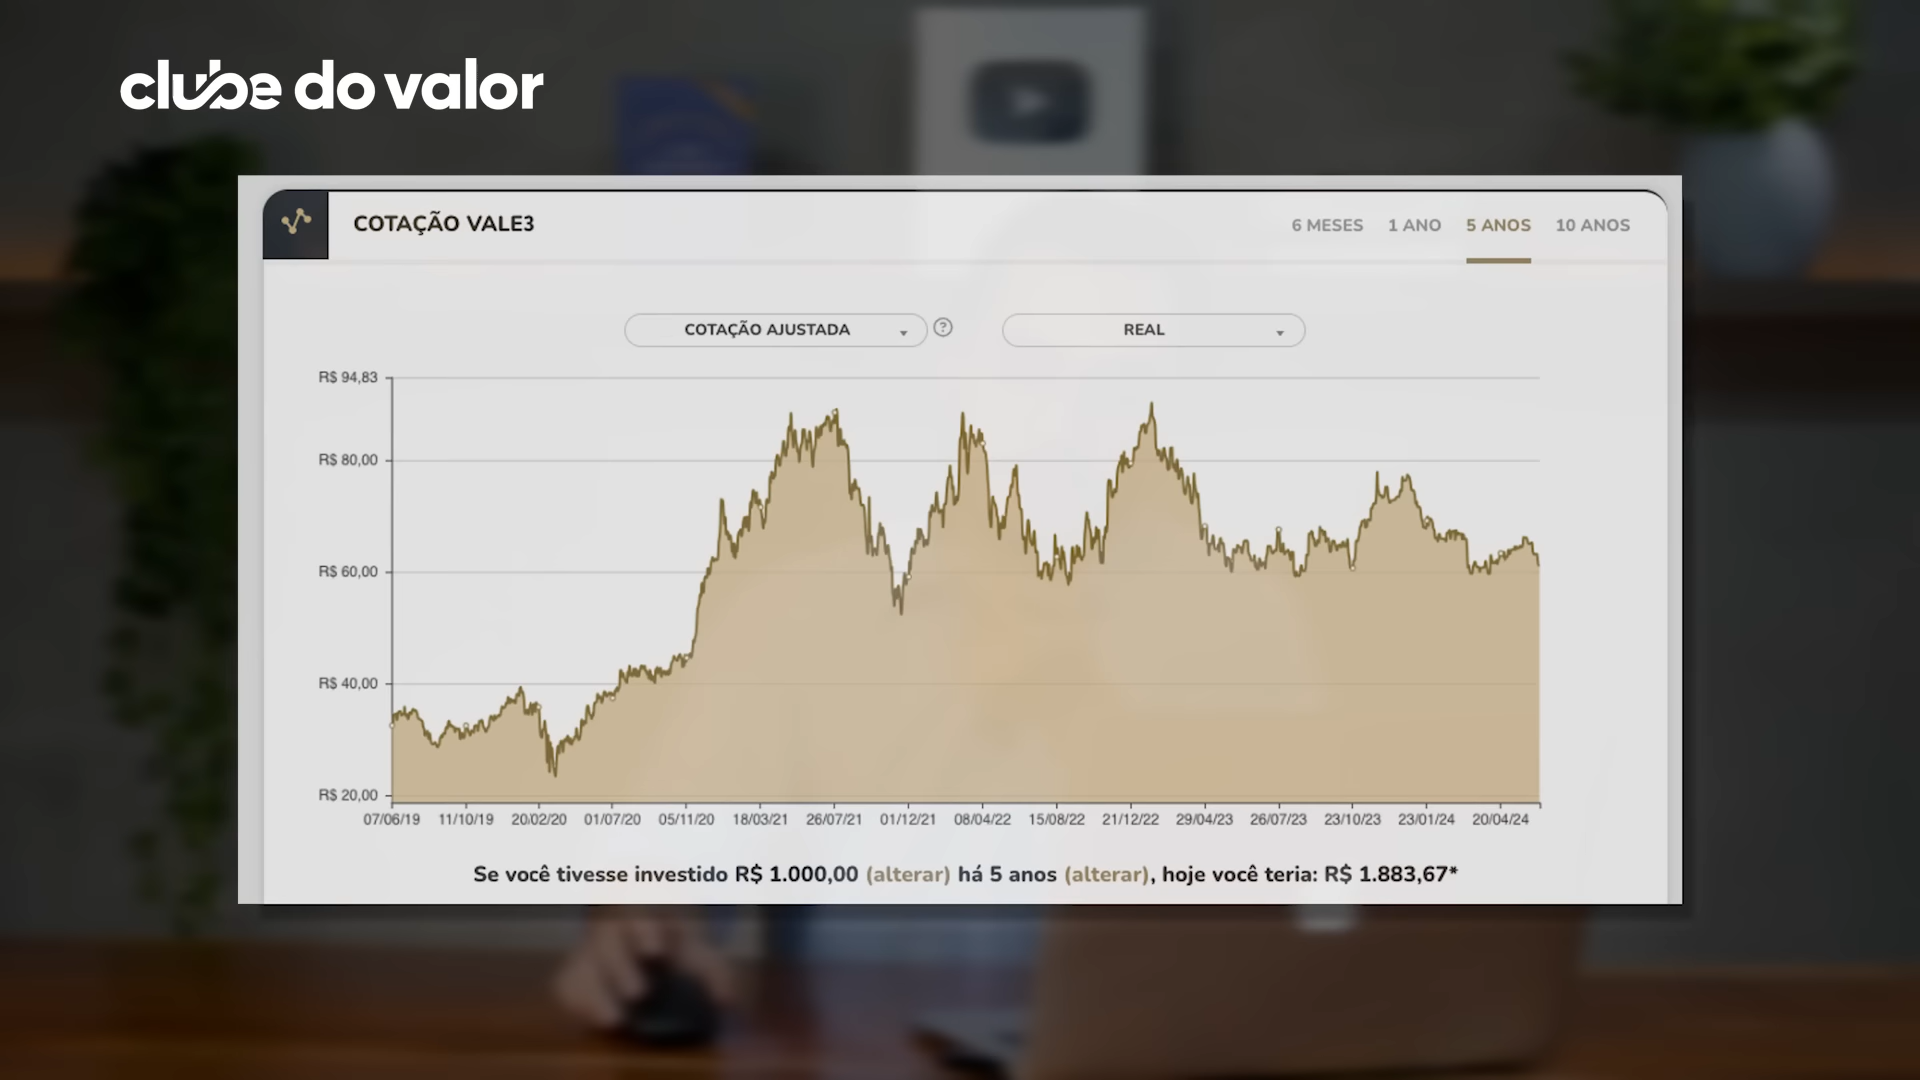 clube do valor
COTAÇÃO VALE3
6 MESES 1 ANO 5 ANOS 10 ANOS
COTAÇÃO AJUSTADA ? REAL
R$ 94,83
R$ 80,00
R$ 60,00
R$ 40,00
R$ 20,00
07/06/19 11/10/19 20/02/20 01/07/20 05/11/20 18/03/21 26/07/21 01/12/21 08/04/22 15/08/22 21/12/22 29/04/23 26/07/23 23/10/23 23/01/24 20/04/24
Se você tivesse investido R$ 1.000,00 (alterar) há 5 anos (alterar), hoje você teria: R$ 1.883,67*